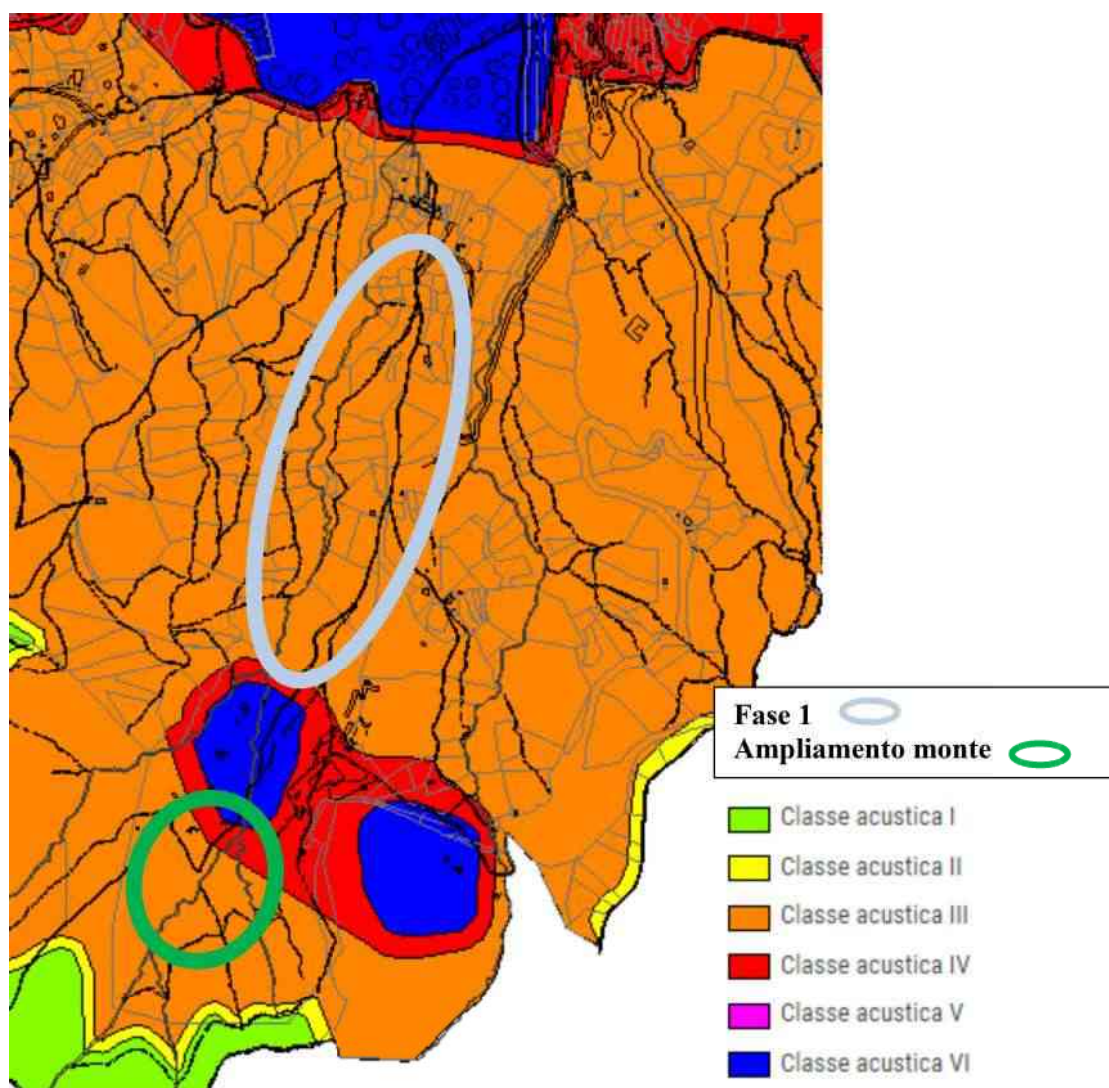 Fase 1
Ampliamento monte
Classe acustica I
Classe acustica II
Classe acustica III
Classe acustica IV
Classe acustica V
Classe acustica VI